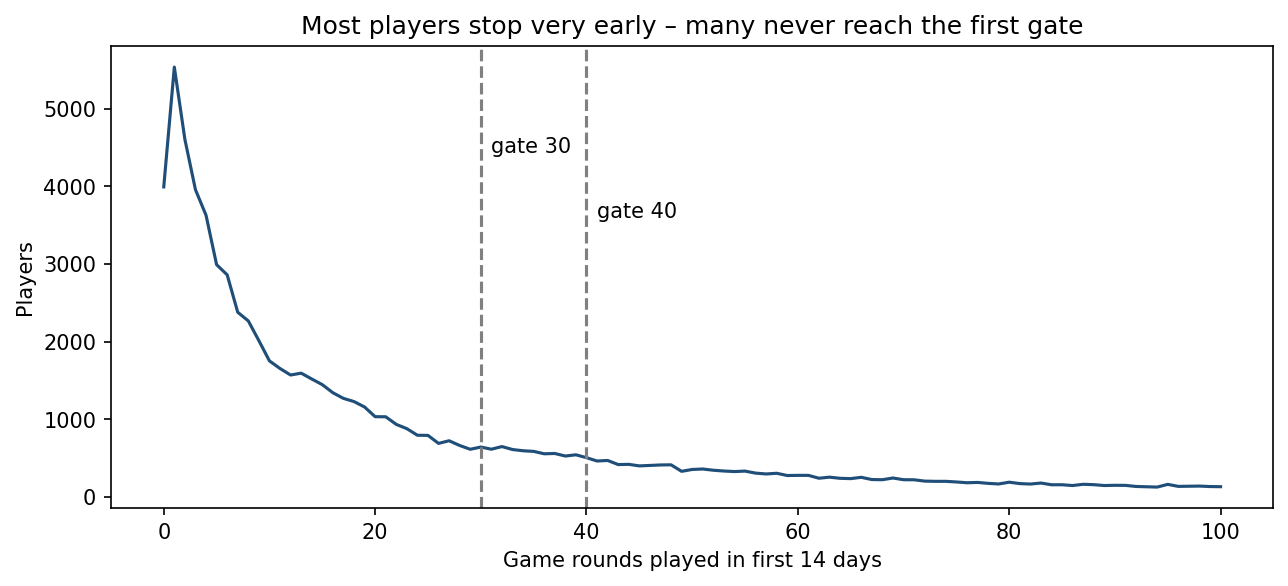 Most players stop very early – many never reach the first gate
Players
5000
4000
3000
2000
1000
0
gate 30
gate 40
0 20 40 60 80 100
Game rounds played in first 14 days